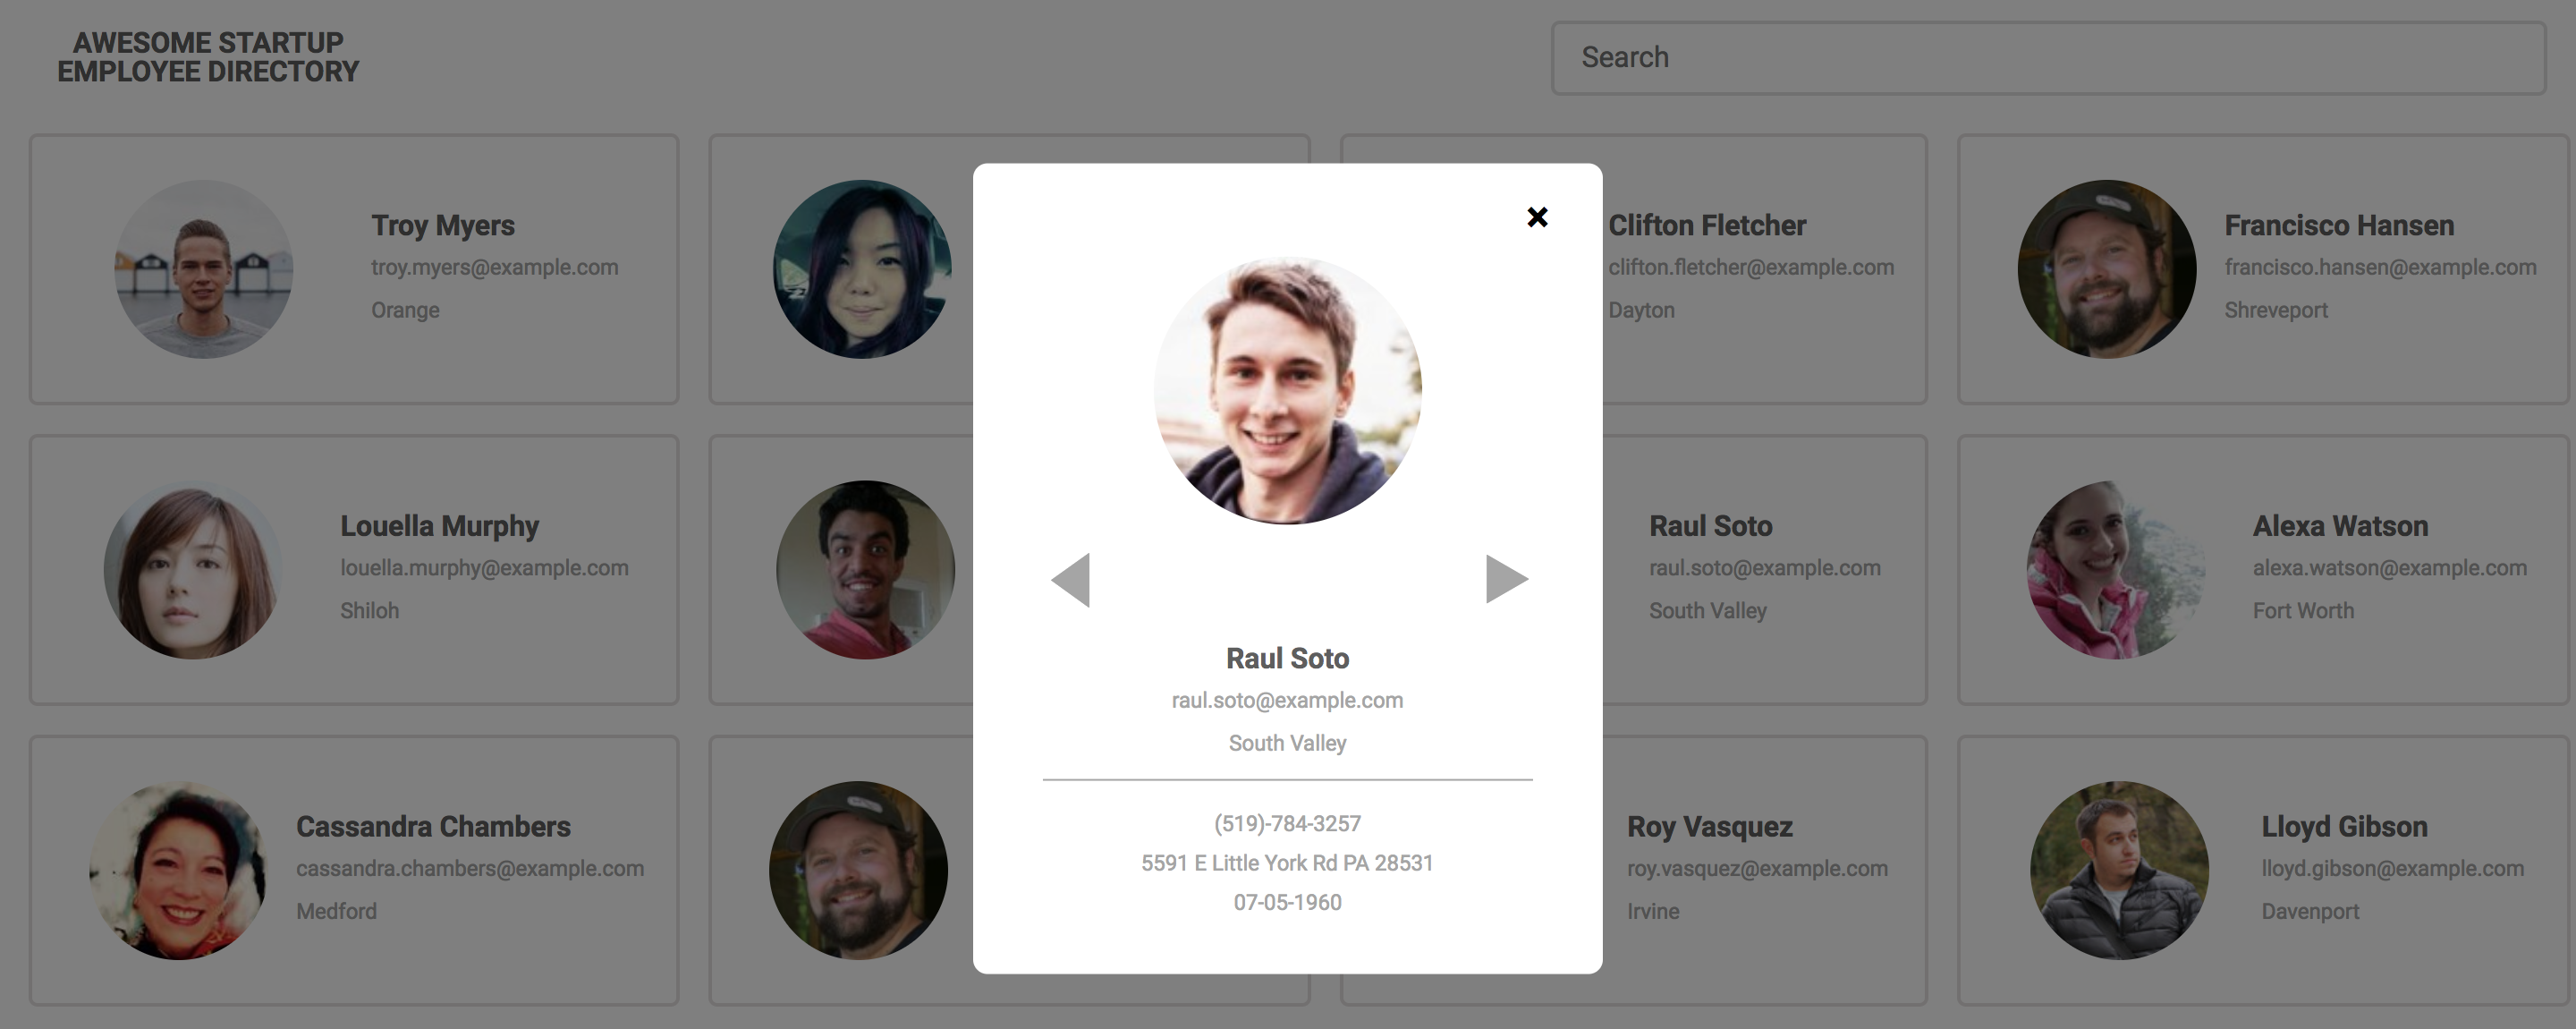 AWESOME STARTUP
EMPLOYEE DIRECTORY
Search
Troy Myers
troy.myers@example.com
Orange
Clifton Fletcher
clifton.fletcher@example.com
Dayton
Francisco Hansen
francisco.hansen@example.com
Shreveport
Louella Murphy
louella.murphy@example.com
Shiloh
Raul Soto
raul.soto@example.com
South Valley
Alexa Watson
alexa.watson@example.com
Fort Worth
Cassandra Chambers
cassandra.chambers@example.com
Medford
Roy Vasquez
roy.vasquez@example.com
Irvine
Lloyd Gibson
lloyd.gibson@example.com
Davenport
Raul Soto
raul.soto@example.com
South Valley
(519)-784-3257
5591 E Little York Rd PA 28531
07-05-1960